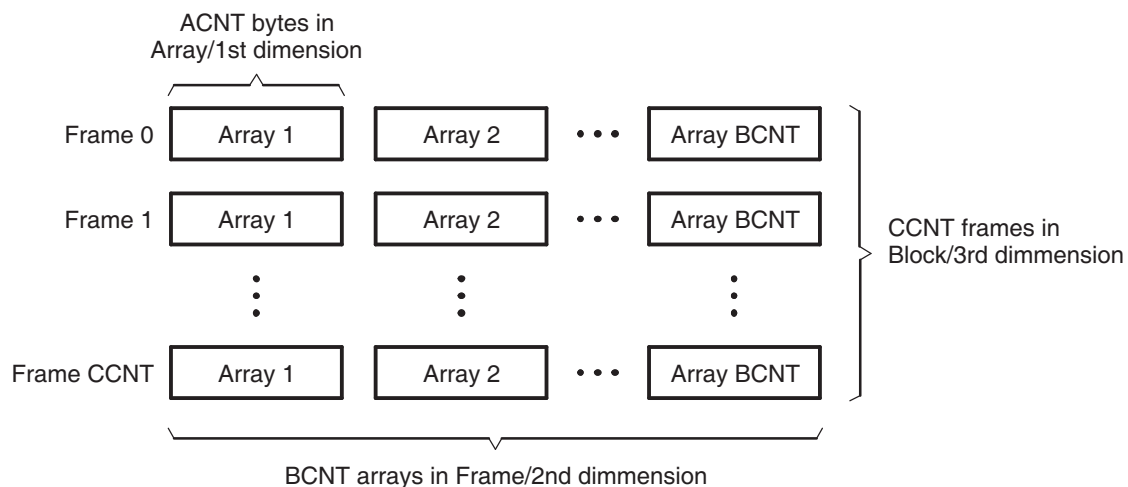 ACNT bytes in
Array/1st dimension
Frame 0
Array 1
Array 2
Array BCNT
Frame 1
Array 1
Array 2
Array BCNT
CCNT frames in
Block/3rd dimmension
Frame CCNT
Array 1
Array 2
Array BCNT
BCNT arrays in Frame/2nd dimmension